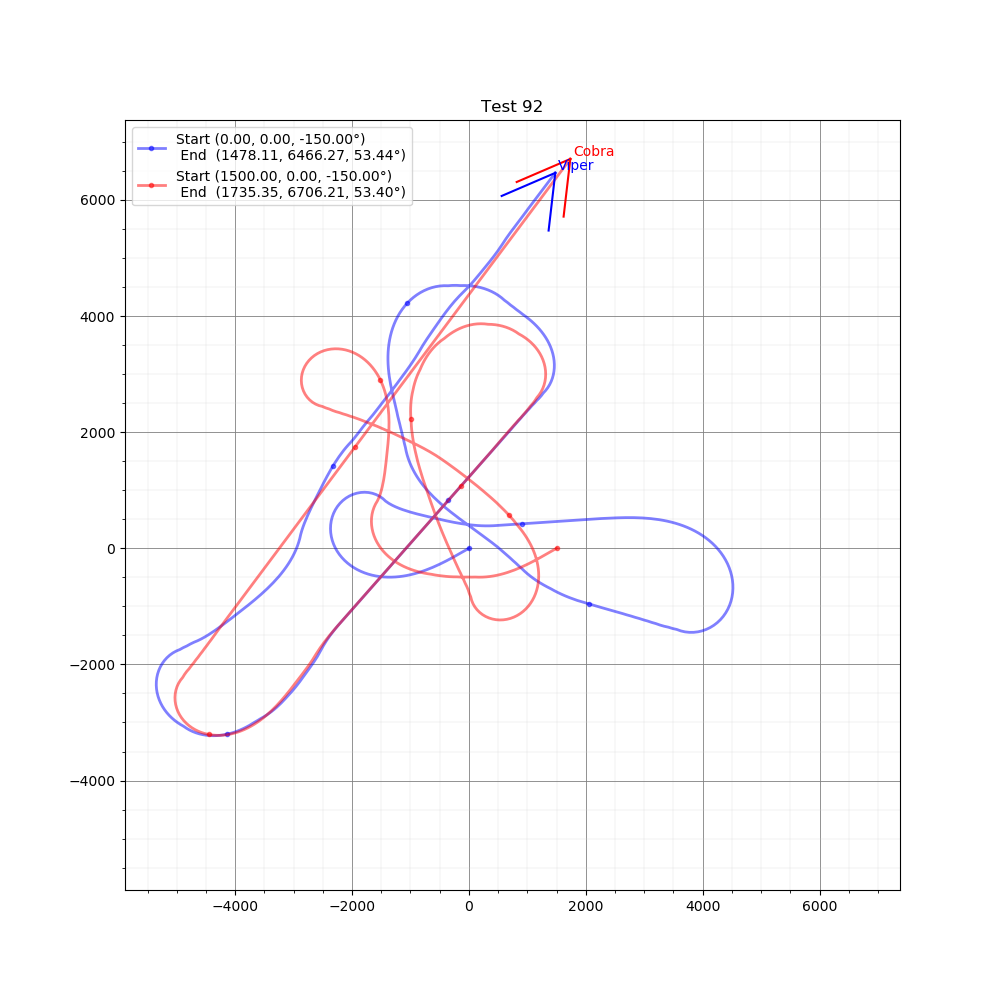 Test 92
Start (0.00, 0.00, -150.00°)
End (1478.11, 6466.27, 53.44°)
Start (1500.00, 0.00, -150.00°)
End (1735.35, 6706.21, 53.40°)
Cobra
Viper
6000
4000
2000
0
−2000
−4000
−4000 −2000 0 2000 4000 6000